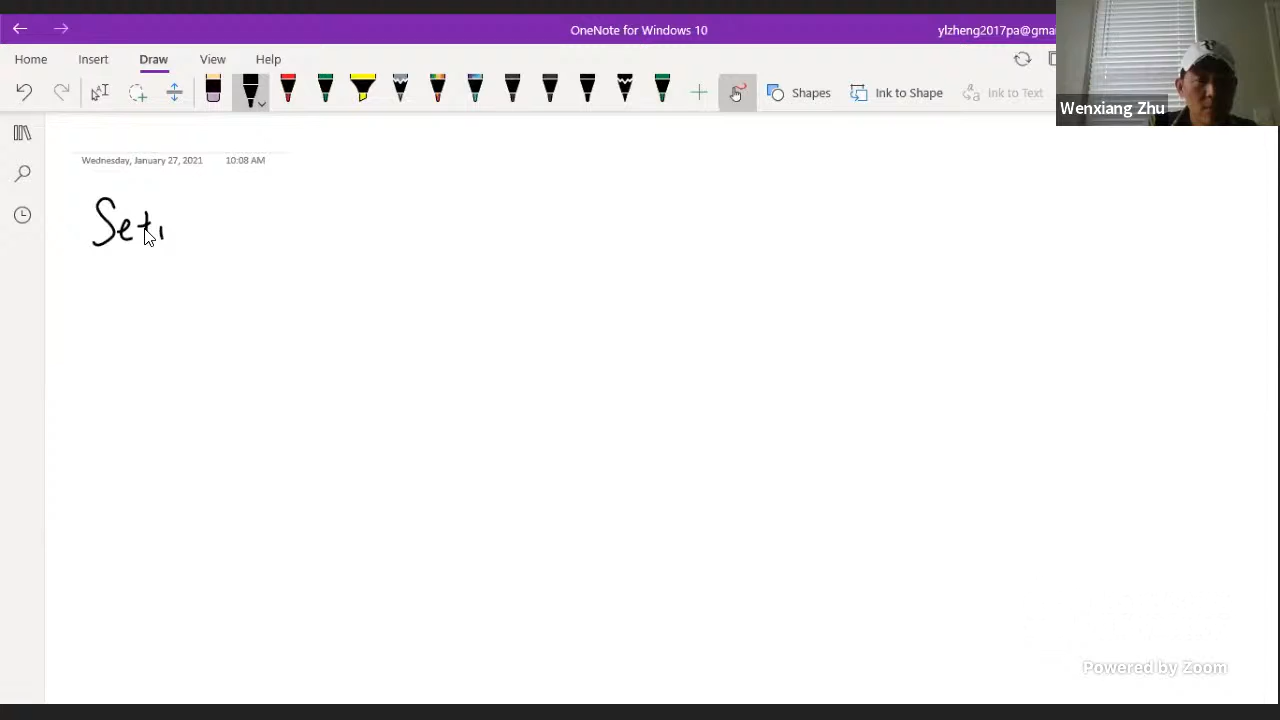 OneNote for Windows 10
ylzheng2017pa@gma
Home Insert Draw View Help
Shapes Ink to Shape Ink to Text
Wenxiang Zhu
Wednesday, January 27, 2021 10:08 AM
Set
Powered by Zoom